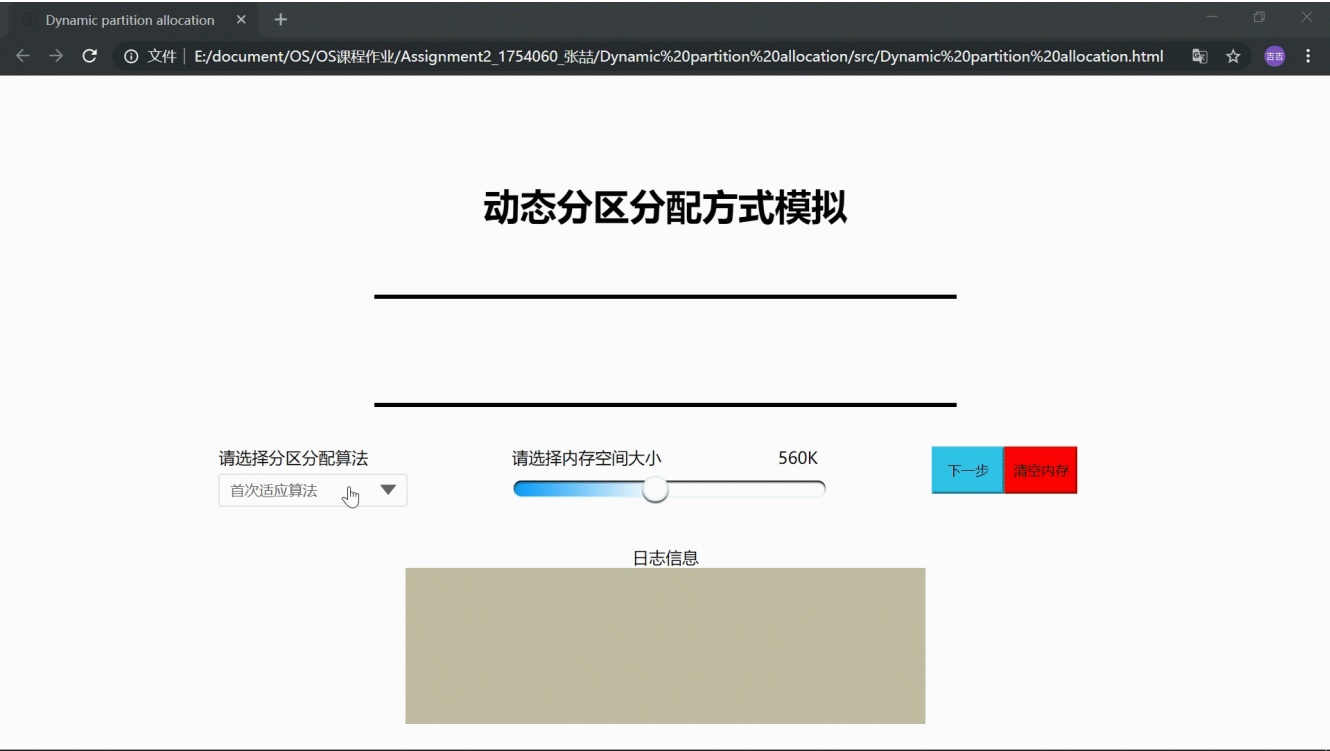 Dynamic partition allocation
文件 | E:/document/OS/OS课程作业/Assignment2_1754060_张喆/Dynamic%20partition%20allocation/src/Dynamic%20partition%20allocation.html
吉吉
动态分区分配方式模拟
请选择分区分配算法
请选择内存空间大小 560K
下一步 清空内存
首次适应算法
日志信息